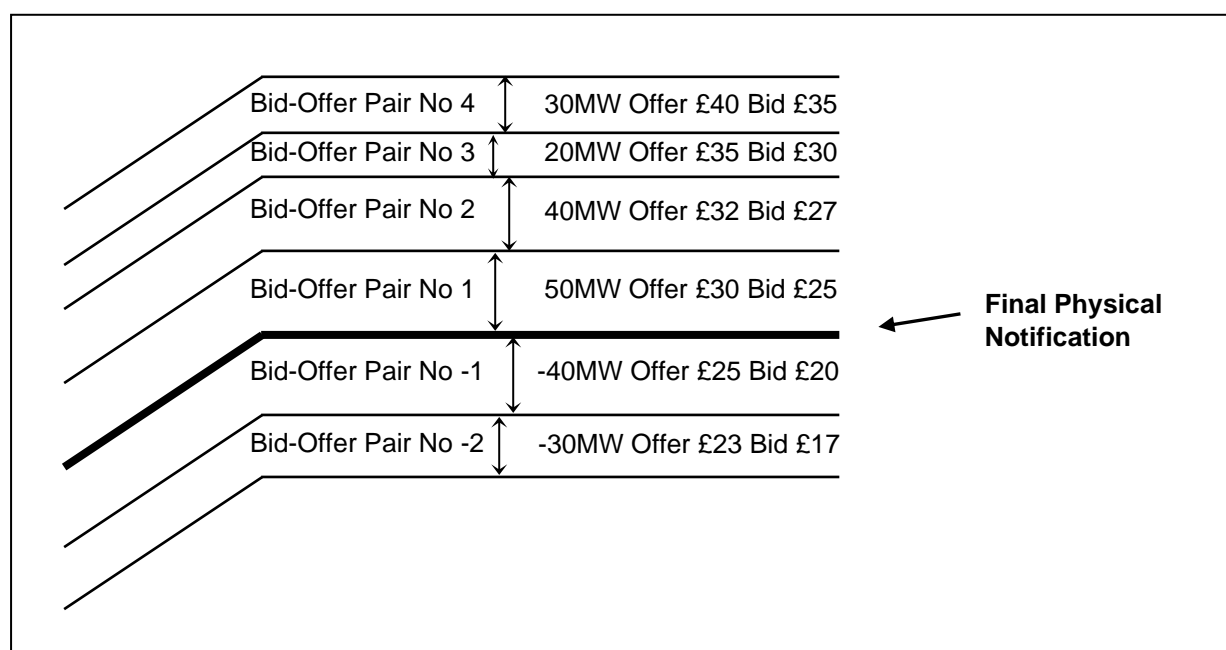 Bid-Offer Pair No 4 30MW Offer £40 Bid £35
Bid-Offer Pair No 3 20MW Offer £35 Bid £30
Bid-Offer Pair No 2 40MW Offer £32 Bid £27
Bid-Offer Pair No 1 50MW Offer £30 Bid £25
Final Physical
Notification
Bid-Offer Pair No -1 -40MW Offer £25 Bid £20
Bid-Offer Pair No -2 -30MW Offer £23 Bid £17